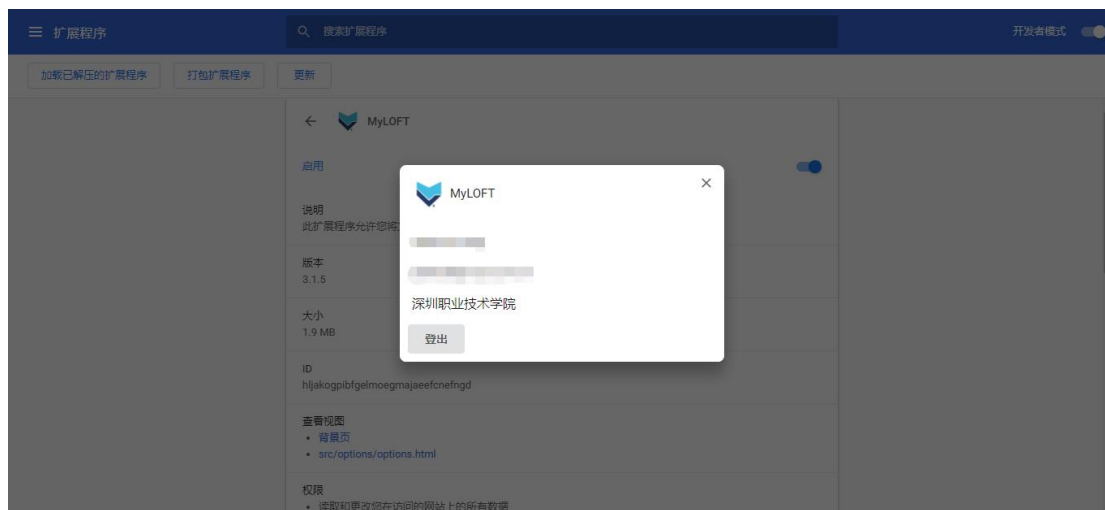 扩展程序
搜索扩展程序
开发者模式
加载已解压的扩展程序
打包扩展程序
更新
MyLOFT
启用
说明
此扩展程序允许您将
版本
3.1.5
大小
1.9 MB
ID
hljakogpibfgelmoegmajaeefcnefngd
查看视图
• 背景页
• src/options/options.html
权限
• 读取和更改您在访问的网站上的所有数据
MyLOFT
深圳职业技术学院
登出